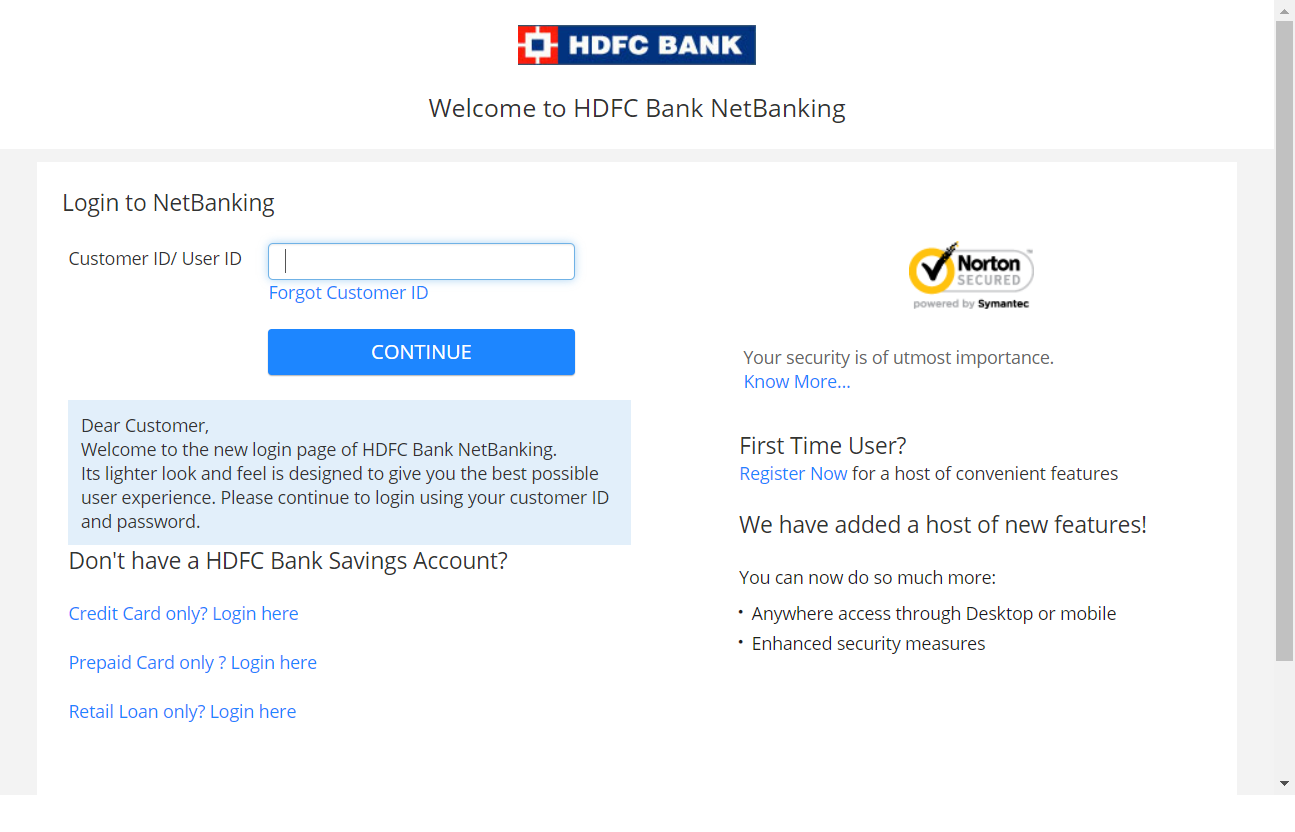 HDFC BANK
Welcome to HDFC Bank NetBanking
Login to NetBanking
Customer ID/ User ID
Forgot Customer ID
CONTINUE
Dear Customer,
Welcome to the new login page of HDFC Bank NetBanking.
Its lighter look and feel is designed to give you the best possible
user experience. Please continue to login using your customer ID
and password.
Don't have a HDFC Bank Savings Account?
Credit Card only? Login here
Prepaid Card only ? Login here
Retail Loan only? Login here
Norton™
SECURED
powered by Symantec
Your security is of utmost importance.
Know More...
First Time User?
Register Now for a host of convenient features
We have added a host of new features!
You can now do so much more:
• Anywhere access through Desktop or mobile
• Enhanced security measures